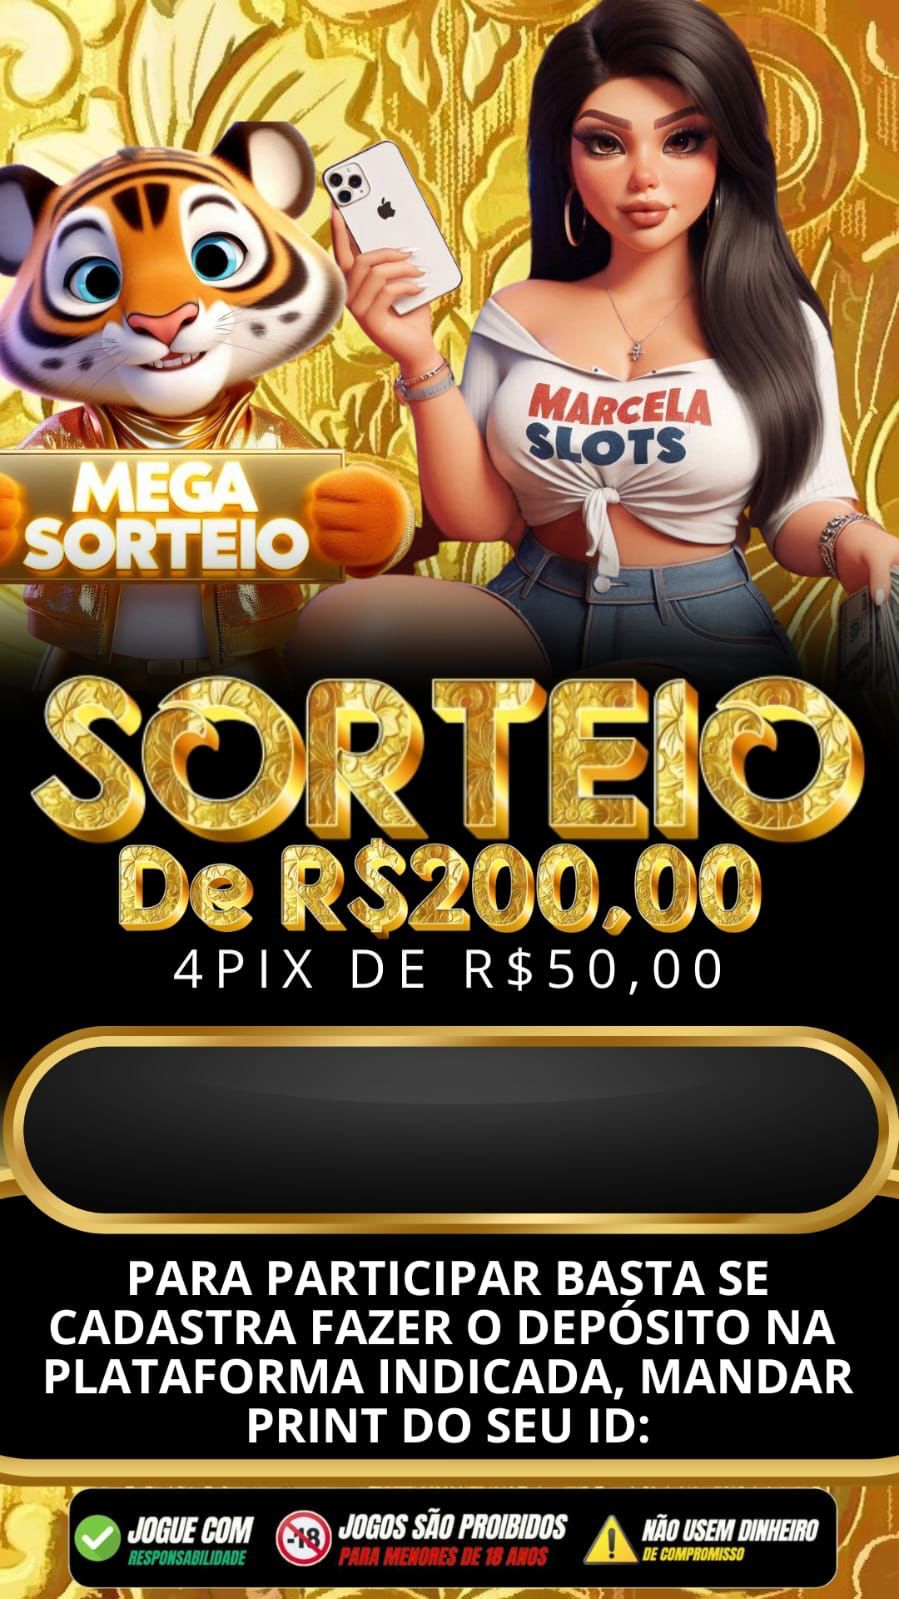 MARCELA
SLOTS
MEGA
SORTEIO
SORTEIO
De R$200,00
4PIX DE R$50,00
PARA PARTICIPAR BASTA SE
CADASTRA FAZER O DEPÓSITO NA
PLATAFORMA INDICADA, MANDAR
PRINT DO SEU ID:
JOGUE COM
RESPONSABILIDADE
-18
JOGOS SÃO PROIBIDOS
PARA MENORES DE 18 ANOS
NÃO USEM DINHEIRO
DE COMPROMISSO